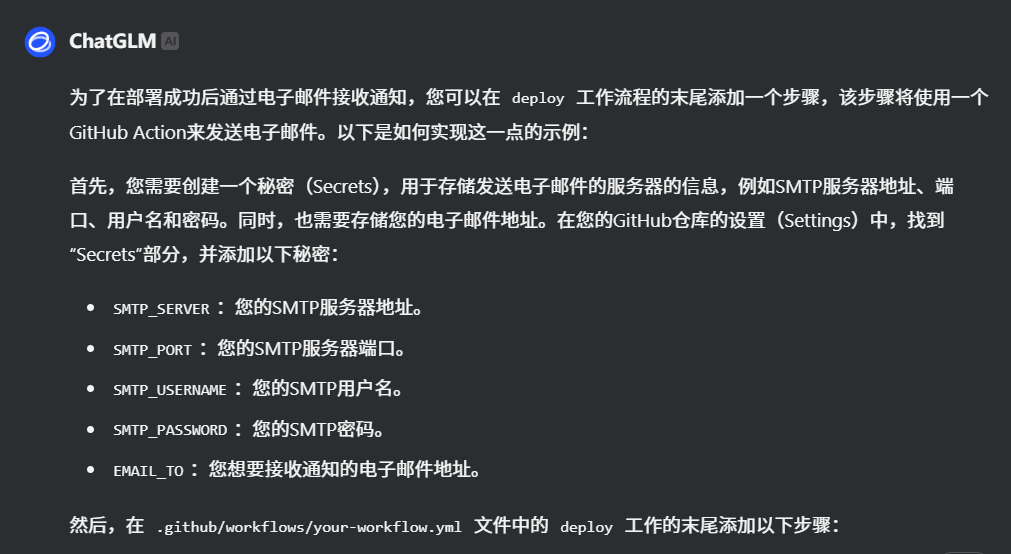 ChatGLM AI
为了在部署成功后通过电子邮件接收通知，您可以在 deploy 工作流程的末尾添加一个步骤，该步骤将使用一个
GitHub Action来发送电子邮件。以下是如何实现这一点的示例：
首先，您需要创建一个秘密（Secrets），用于存储发送电子邮件的服务器的信息，例如SMTP服务器地址、端
口、用户名和密码。同时，也需要存储您的电子邮件地址。在您的GitHub仓库的设置（Settings）中，找到
“Secrets”部分，并添加以下秘密：
• SMTP_SERVER ：您的SMTP服务器地址。
• SMTP_PORT ：您的SMTP服务器端口。
• SMTP_USERNAME ：您的SMTP用户名。
• SMTP_PASSWORD ：您的SMTP密码。
• EMAIL_TO ：您想要接收通知的电子邮件地址。
然后，在 .github/workflows/your-workflow.yml 文件中的 deploy 工作的末尾添加以下步骤：